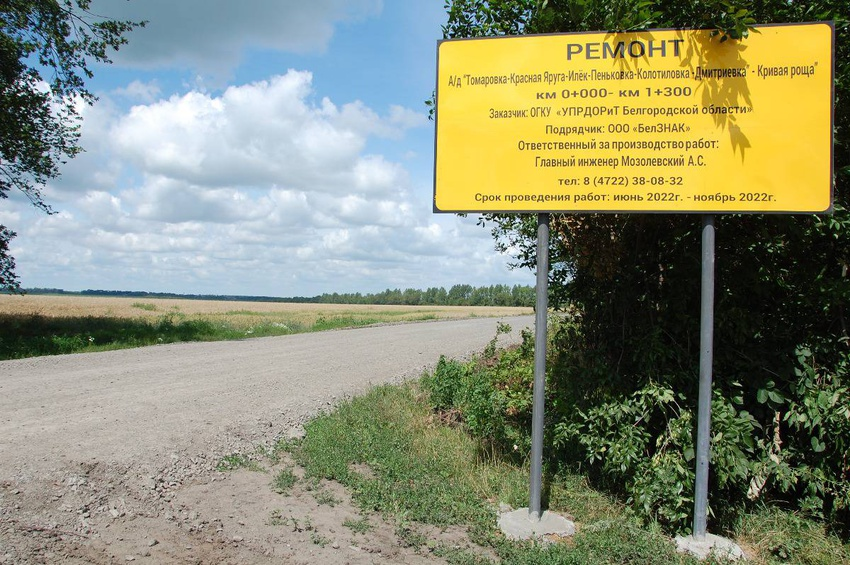 РЕМОНТ
А/д "Томаровка-Красная Яруга-Илёк-Пеньковка-Колотиловка -Дмитриевка" - Кривая роща"
км 0+000- км 1+300
Заказчик: ОГКУ «УПРДОРиТ Белгородской области»
Подрядчик: ООО «БелЗНАК»
Ответственный за производство работ:
Главный инженер Мозолевский А.С.
тел: 8 (4722) 38-08-32
Срок проведения работ: июнь 2022г. - ноябрь 2022г.